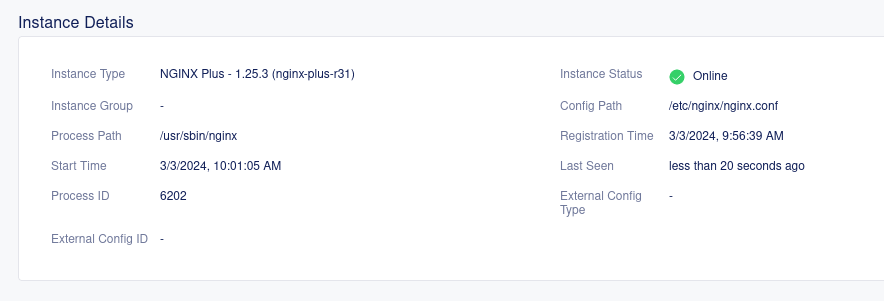 Instance Details
Instance Type NGINX Plus - 1.25.3 (nginx-plus-r31) Instance Status Online
Instance Group - Config Path /etc/nginx/nginx.conf
Process Path /usr/sbin/nginx Registration Time 3/3/2024, 9:56:39 AM
Start Time 3/3/2024, 10:01:05 AM Last Seen less than 20 seconds ago
Process ID 6202 External Config -
Type
External Config ID -